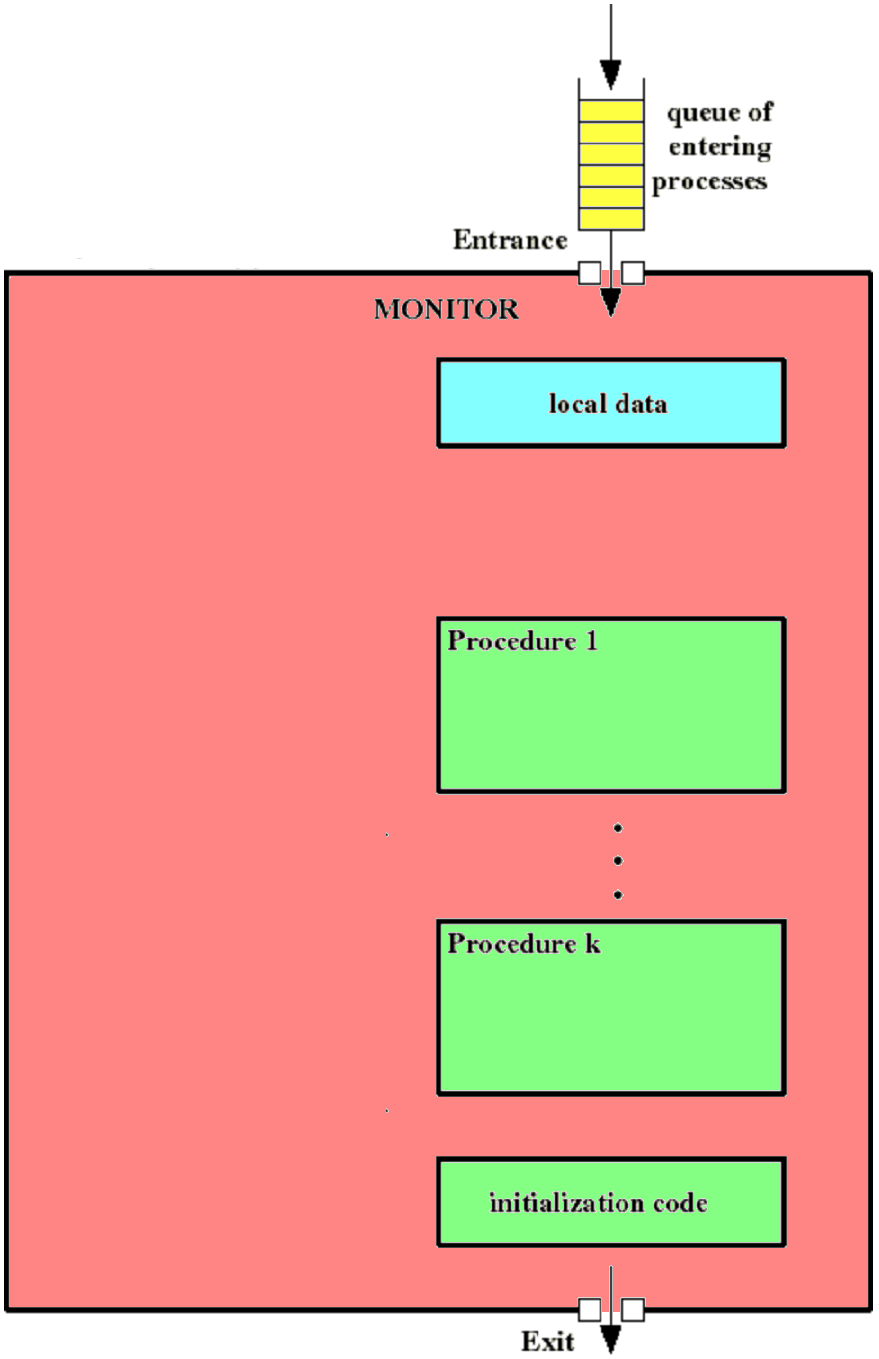 queue of
entering
processes
Entrance
MONITOR
local data
Procedure 1
Procedure k
initialization code
Exit